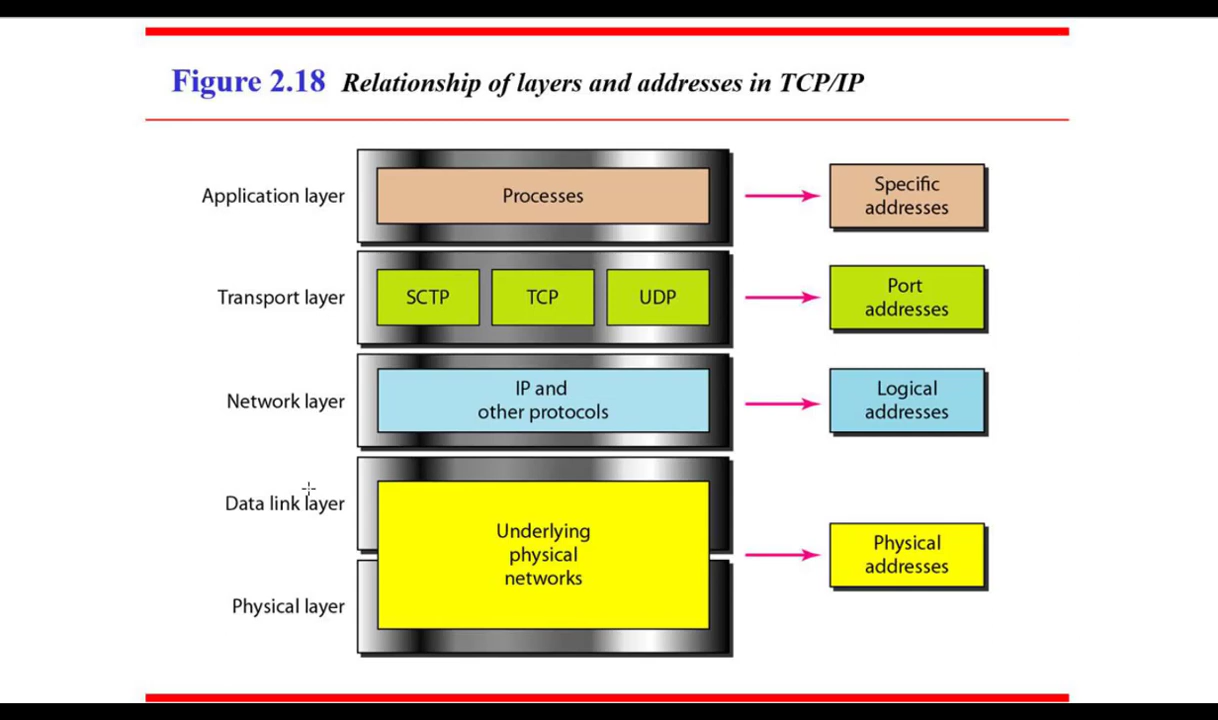 Figure 2.18 Relationship of layers and addresses in TCP/IP
Application layer
Processes
Specific
addresses
Transport layer
SCTP
TCP
UDP
Port
addresses
Network layer
IP and
other protocols
Logical
addresses
Data link layer
Underlying
physical
networks
Physical
addresses
Physical layer